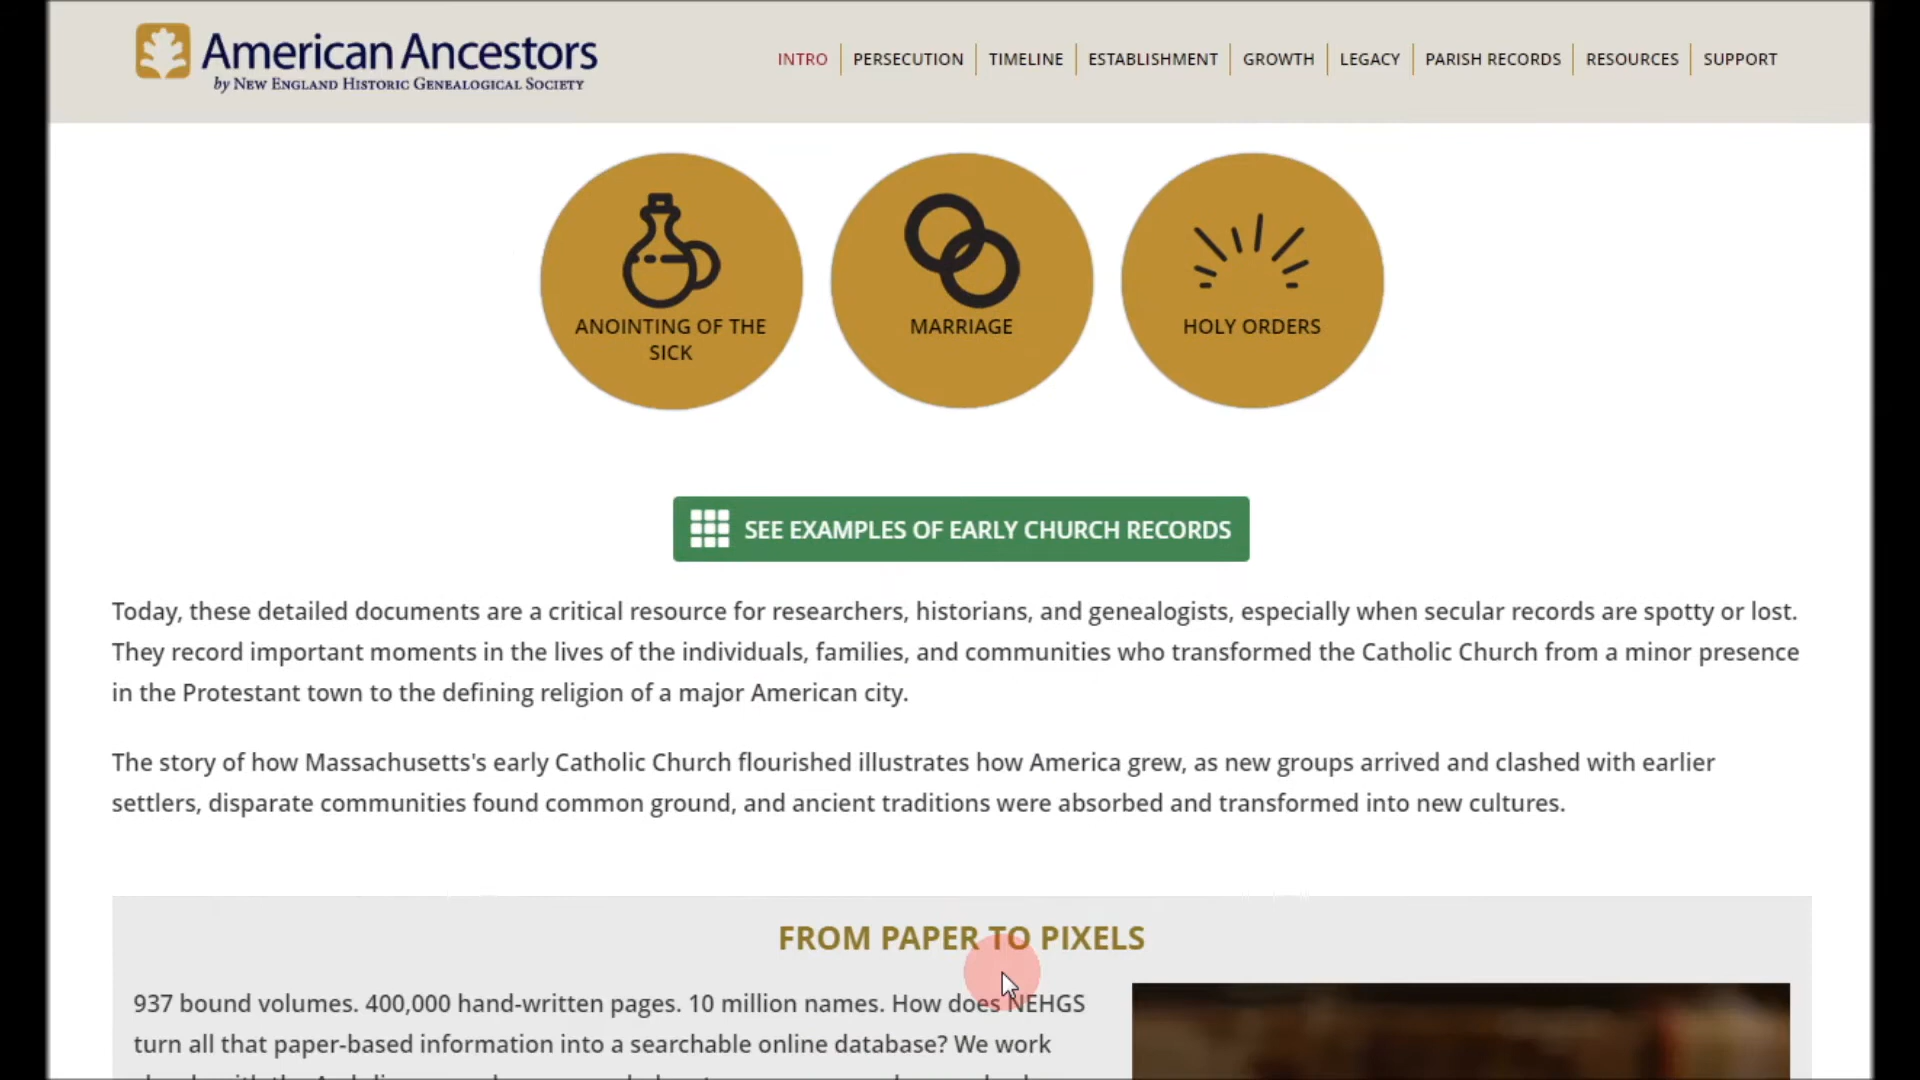 American Ancestors
by NEW ENGLAND HISTORIC GENEALOGICAL SOCIETY
INTRO
PERSECUTION
TIMELINE
ESTABLISHMENT
GROWTH
LEGACY
PARISH RECORDS
RESOURCES
SUPPORT
ANOINTING OF THE
SICK
MARRIAGE
HOLY ORDERS
SEE EXAMPLES OF EARLY CHURCH RECORDS
Today, these detailed documents are a critical resource for researchers, historians, and genealogists, especially when secular records are spotty or lost.
They record important moments in the lives of the individuals, families, and communities who transformed the Catholic Church from a minor presence
in the Protestant town to the defining religion of a major American city.
The story of how Massachusetts's early Catholic Church flourished illustrates how America grew, as new groups arrived and clashed with earlier
settlers, disparate communities found common ground, and ancient traditions were absorbed and transformed into new cultures.
FROM PAPER TO PIXELS
937 bound volumes. 400,000 hand-written pages. 10 million names. How does NEHGS
turn all that paper-based information into a searchable online database? We work